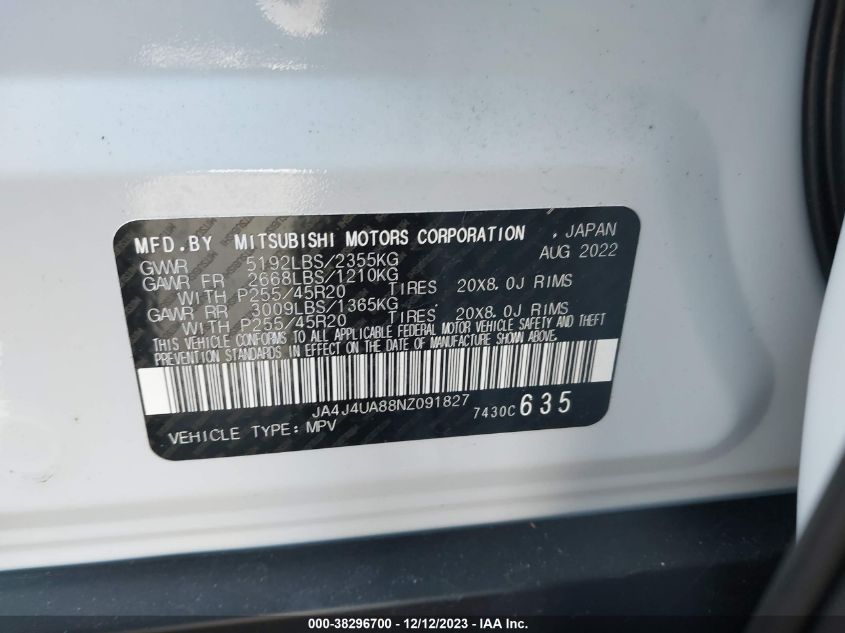 MFD.BY MITSUBISHI MOTORS CORPORATION , JAPAN
GVWR 5192LBS/2355KG AUG 2022
GAWR FR 2668LBS/1210KG
WITH P255/45R20 TIRES 20X8.0J RIMS
GAWR RR 3009LBS/1365KG
WITH P255/45R20 TIRES 20X8.0J RIMS
THIS VEHICLE CONFORMS TO ALL APPLICABLE FEDERAL MOTOR VEHICLE SAFETY AND THEFT
PREVENTION STANDARDS IN EFFECT ON THE DATE OF MANUFACTURE SHOWN ABOVE.
JA4J4UA88NZ091827 7430C 635
VEHICLE TYPE: MPV
000-38296700 - 12/12/2023 - IAA Inc.